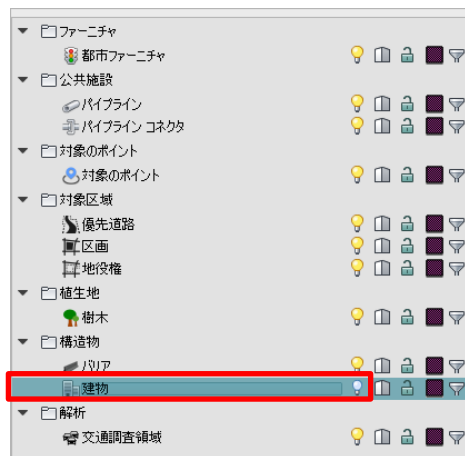 ファーニチャ
都市ファーニチャ
公共施設
パイプライン
パイプライン コネクタ
対象のポイント
対象のポイント
対象区域
優先道路
区画
地役権
植生地
樹木
構造物
バリア
建物
解析
交通調査領域